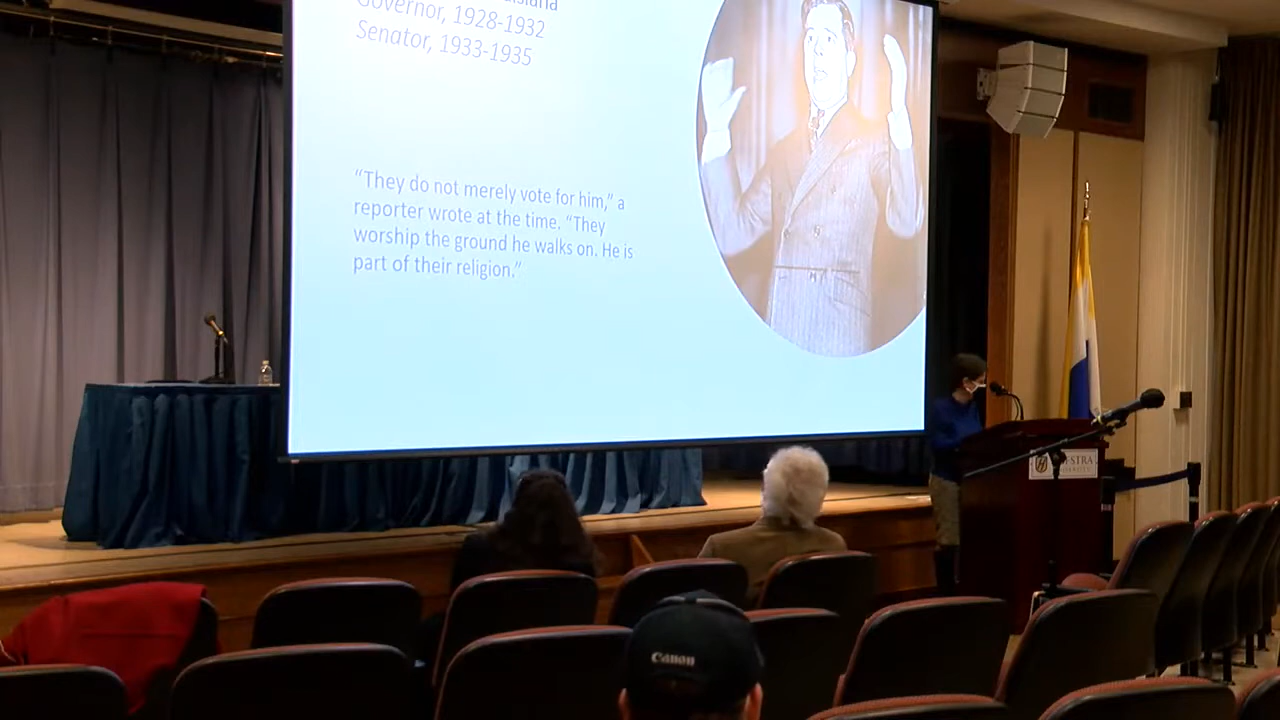 Governor, 1928-1932
Senator, 1933-1935
“They do not merely vote for him,” a
reporter wrote at the time. “They
worship the ground he walks on. He is
part of their religion.”
Canon